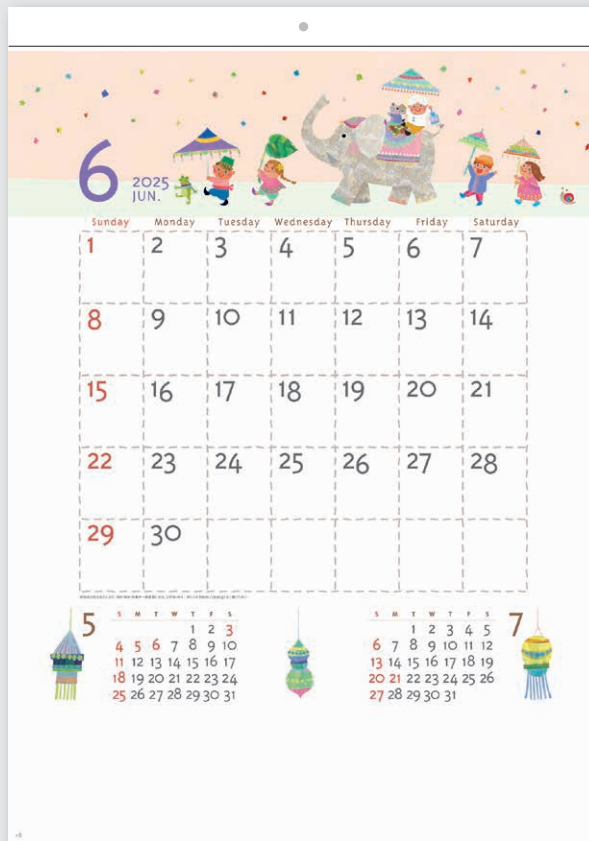 6
2025
JUN.
Sunday Monday Tuesday Wednesday Thursday Friday Saturday
1 2 3 4 5 6 7
8 9 10 11 12 13 14
15 16 17 18 19 20 21
22 23 24 25 26 27 28
29 30
5
S M T W T F S
1 2 3
4 5 6 7 8 9 10
11 12 13 14 15 16 17
18 19 20 21 22 23 24
25 26 27 28 29 30 31
7
S M T W T F S
1 2 3 4 5
6 7 8 9 10 11 12
13 14 15 16 17 18 19
20 21 22 23 24 25 26
27 28 29 30 31